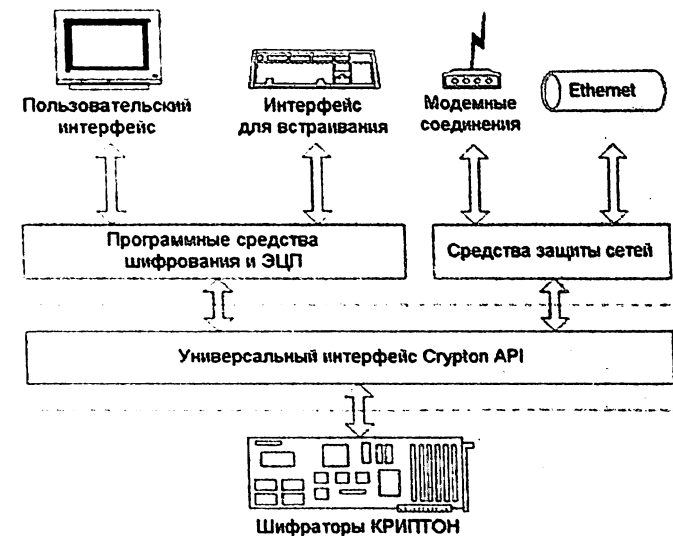 Пользовательский
интерфейс
Интерфейс
для встраивания
Модемные
соединения
Ethernet
Программные средства
шифрования и ЭЦП
Средства защиты сетей
Универсальный интерфейс Crypton API
Шифраторы КРИПТОН